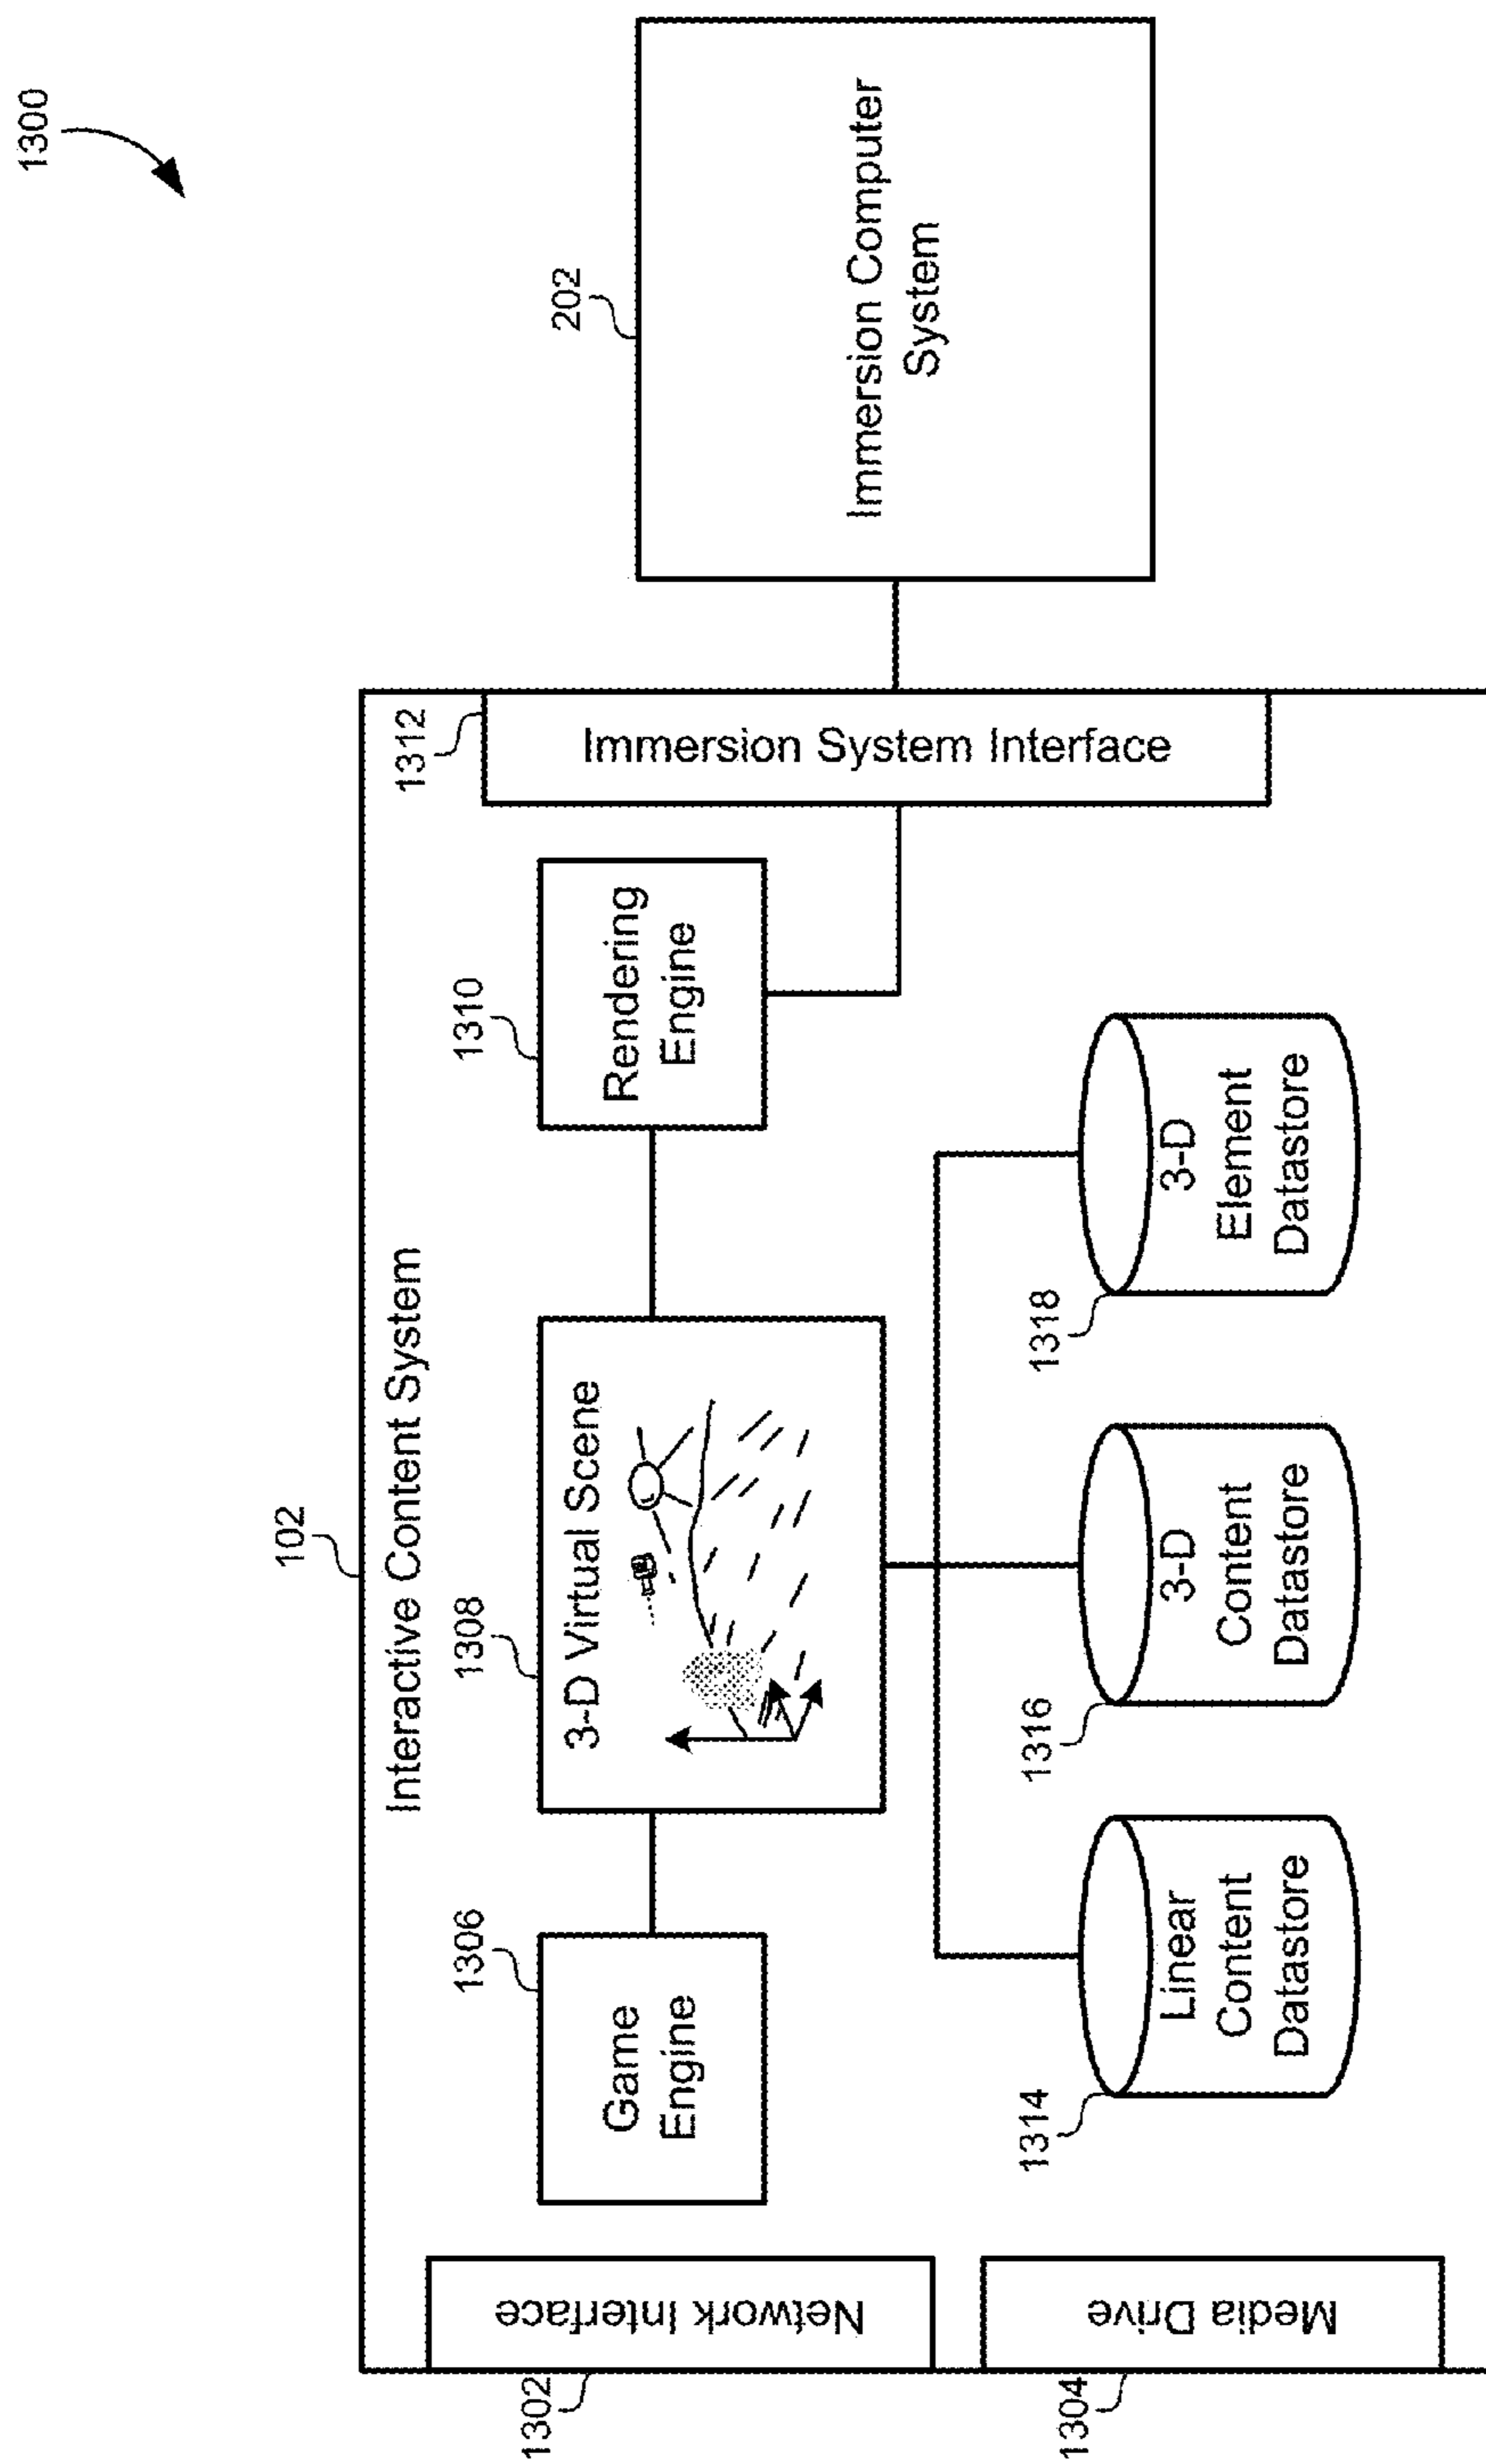 1300
102
Interactive Content System
202
Immersion Computer
System
1302
Network Interface
1304
Media Drive
1306
Game
Engine
1308
3-D Virtual Scene
1310
Rendering
Engine
1312
Immersion System Interface
1314
Linear
Content
Datastore
1316
3-D
Content
Datastore
1318
3-D
Element
Datastore